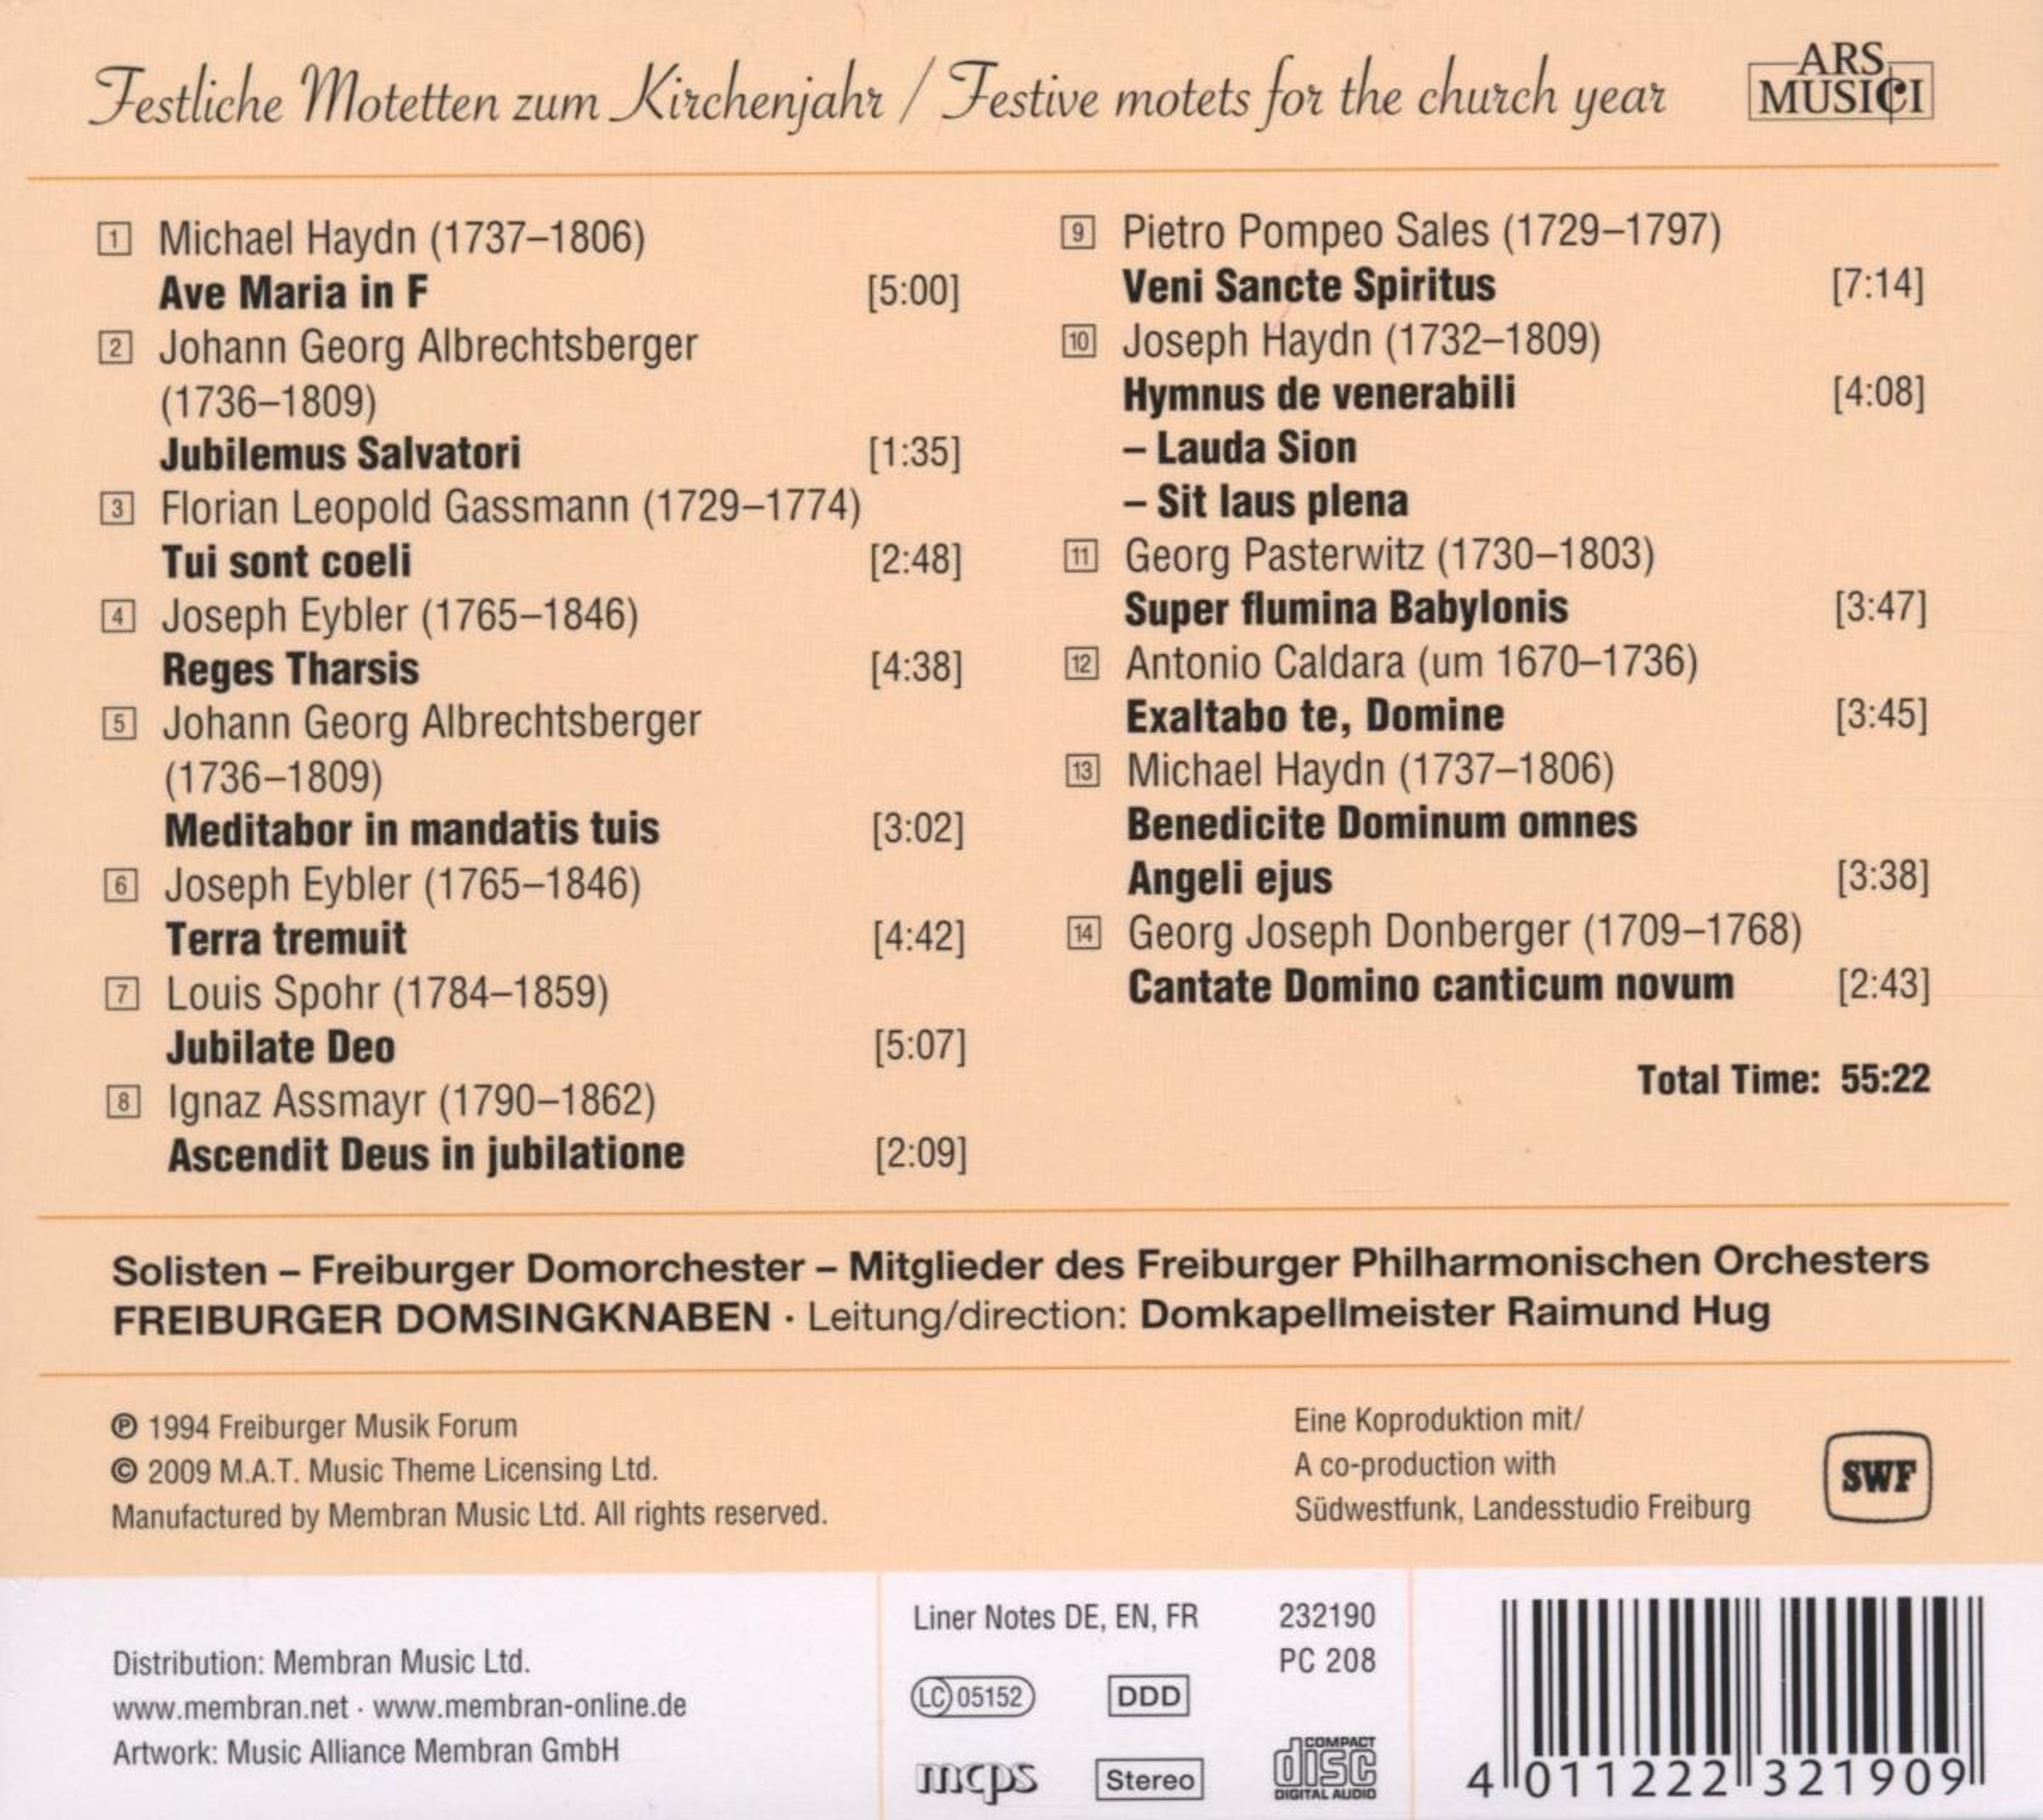 Festliche Motetten zum Kirchenjahr / Festive motets for the church year
ARS
MUSICI
1 Michael Haydn (1737–1806)
Ave Maria in F [5:00]
2 Johann Georg Albrechtsberger
(1736–1809)
Jubilemus Salvatori [1:35]
3 Florian Leopold Gassmann (1729–1774)
Tui sont coeli [2:48]
4 Joseph Eybler (1765–1846)
Reges Tharsis [4:38]
5 Johann Georg Albrechtsberger
(1736–1809)
Meditabor in mandatis tuis [3:02]
6 Joseph Eybler (1765–1846)
Terra tremuit [4:42]
7 Louis Spohr (1784–1859)
Jubilate Deo [5:07]
8 Ignaz Assmayr (1790–1862)
Ascendit Deus in jubilatione [2:09]
9 Pietro Pompeo Sales (1729–1797)
Veni Sancte Spiritus [7:14]
10 Joseph Haydn (1732–1809)
Hymnus de venerabili [4:08]
– Lauda Sion
– Sit laus plena
11 Georg Pasterwitz (1730–1803)
Super flumina Babylonis [3:47]
12 Antonio Caldara (um 1670–1736)
Exaltabo te, Domine [3:45]
13 Michael Haydn (1737–1806)
Benedicite Dominum omnes
Angeli ejus [3:38]
14 Georg Joseph Donberger (1709–1768)
Cantate Domino canticum novum [2:43]
Total Time: 55:22
Solisten – Freiburger Domorchester – Mitglieder des Freiburger Philharmonischen Orchesters
FREIBURGER DOMSINGKNABEN · Leitung/direction: Domkapellmeister Raimund Hug
℗ 1994 Freiburger Musik Forum
© 2009 M.A.T. Music Theme Licensing Ltd.
Manufactured by Membran Music Ltd. All rights reserved.
Eine Koproduktion mit/
A co-production with
Südwestfunk, Landesstudio Freiburg
SWF
Distribution: Membran Music Ltd.
www.membran.net · www.membran-online.de
Artwork: Music Alliance Membran GmbH
Liner Notes DE, EN, FR
232190
PC 208
LC 05152
DDD
mcps
Stereo
COMPACT
disc
DIGITAL AUDIO
4 011222 321909